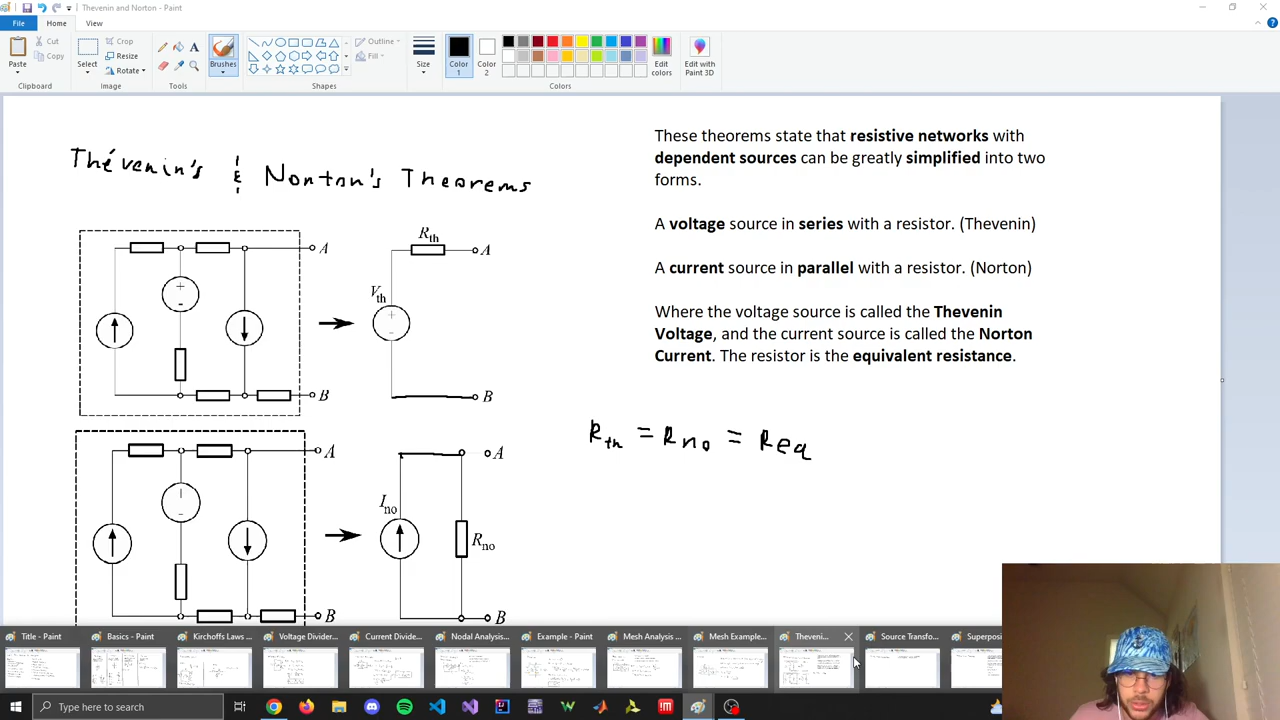 Thevenin and Norton - Paint
File
Home
View
Paste
Cut
Copy
Clipboard
Select
Crop
Resize
Rotate
Image
Tools
Brushes
Shapes
Outline
Fill
Size
Color 1
Color 2
Edit colors
Edit with Paint 3D
Colors
Thévenin's & Norton's Theorems
These theorems state that resistive networks with
dependent sources can be greatly simplified into two
forms.
A voltage source in series with a resistor. (Thevenin)
A current source in parallel with a resistor. (Norton)
Where the voltage source is called the Thevenin
Voltage, and the current source is called the Norton
Current. The resistor is the equivalent resistance.
A
+
-
B
Rth
A
Vth
+
-
B
Rth = Rno = Req
A
-
B
A
Ino
Rno
B
Title - Paint
Basics - Paint
Kirchoffs Laws ...
Voltage Divider...
Current Divide...
Nodal Analysis...
Example - Paint
Mesh Analysis ...
Mesh Example...
Theveni...
Source Transfo...
Superposi
Type here to search